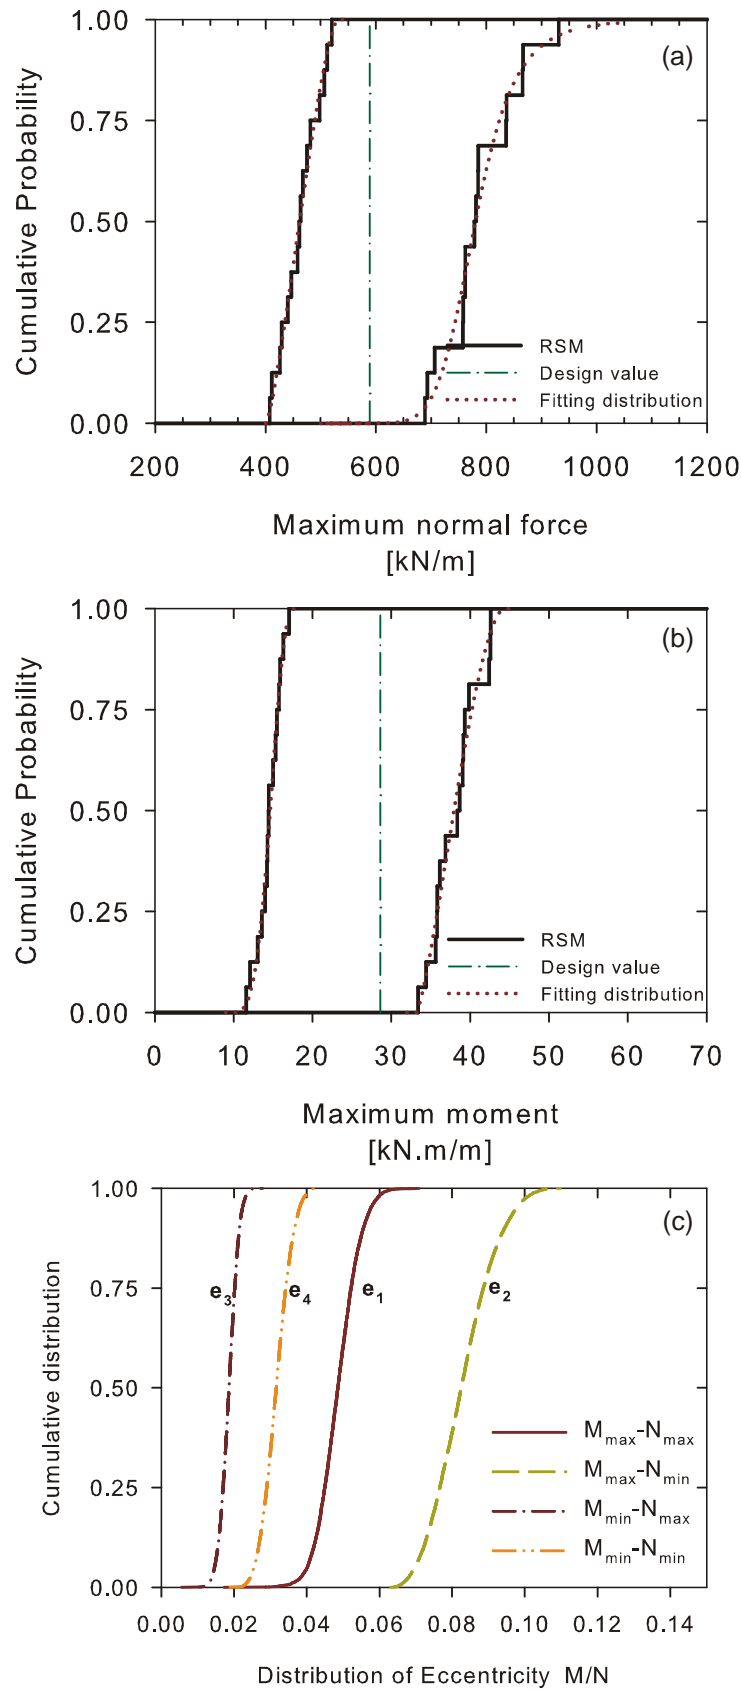 (a)
Cumulative Probability
1.00
0.75
0.50
0.25
0.00
RSM
Design value
Fitting distribution
200 400 600 800 1000 1200
Maximum normal force
[kN/m]
(b)
Cumulative Probability
1.00
0.75
0.50
0.25
0.00
RSM
Design value
Fitting distribution
0 10 20 30 40 50 60 70
Maximum moment
[kN.m/m]
(c)
Cumulative distribution
1.00
0.75
0.50
0.25
0.00
e3 e4 e1 e2
Mmax-Nmax
Mmax-Nmin
Mmin-Nmax
Mmin-Nmin
0.00 0.02 0.04 0.06 0.08 0.10 0.12 0.14
Distribution of Eccentricity M/N